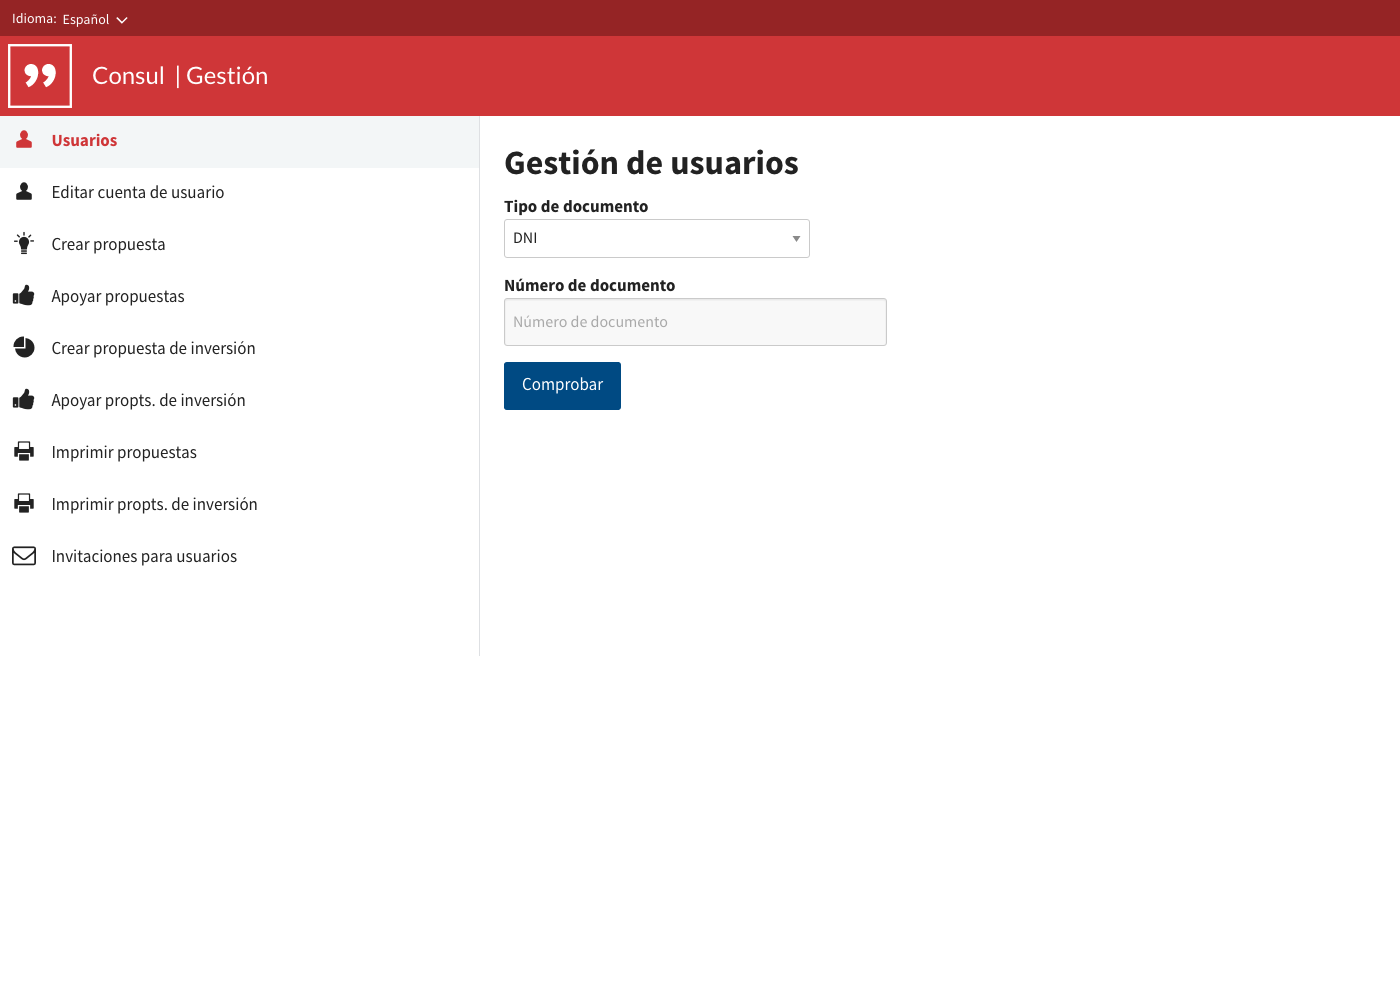 Idioma: Español
Consul | Gestión
Usuarios
Editar cuenta de usuario
Crear propuesta
Apoyar propuestas
Crear propuesta de inversión
Apoyar propts. de inversión
Imprimir propuestas
Imprimir propts. de inversión
Invitaciones para usuarios
Gestión de usuarios
Tipo de documento
DNI
Número de documento
Número de documento
Comprobar